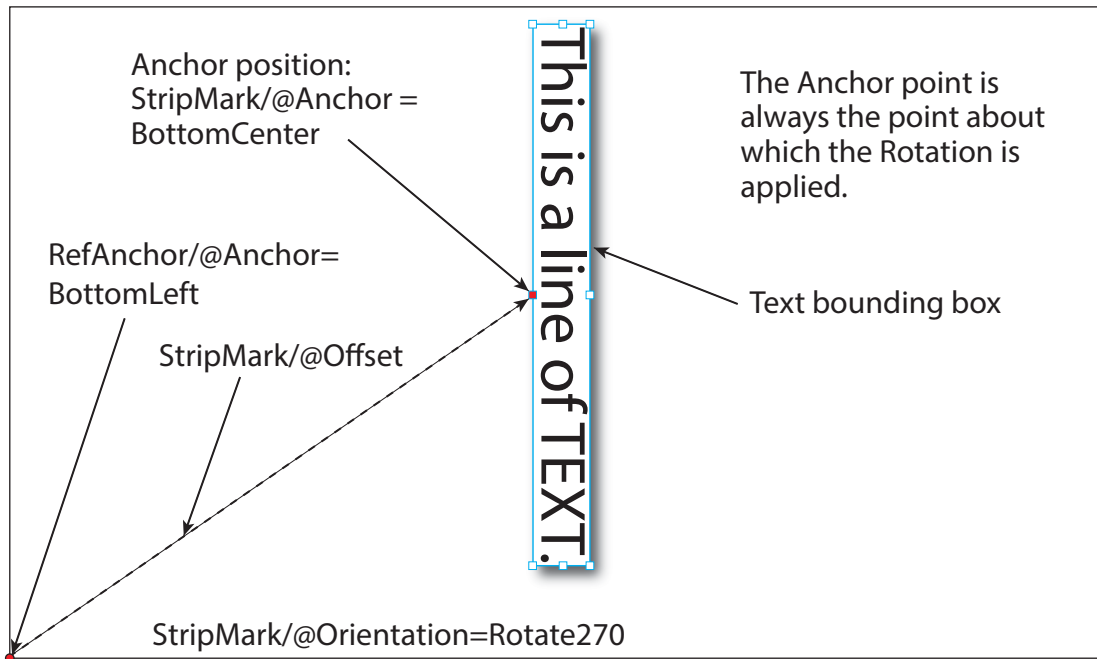 Anchor position:
StripMark/@Anchor =
BottomCenter
This is a line of TEXT.
The Anchor point is
always the point about
which the Rotation is
applied.
RefAnchor/@Anchor=
BottomLeft
Text bounding box
StripMark/@Offset
StripMark/@Orientation=Rotate270